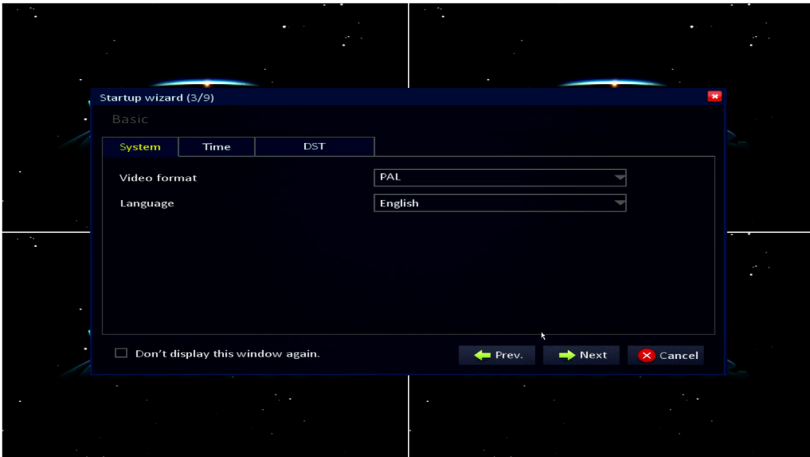 Startup wizard (3/9)
Basic
System Time DST
Video format PAL
Language English
Don't display this window again. Prev. Next Cancel